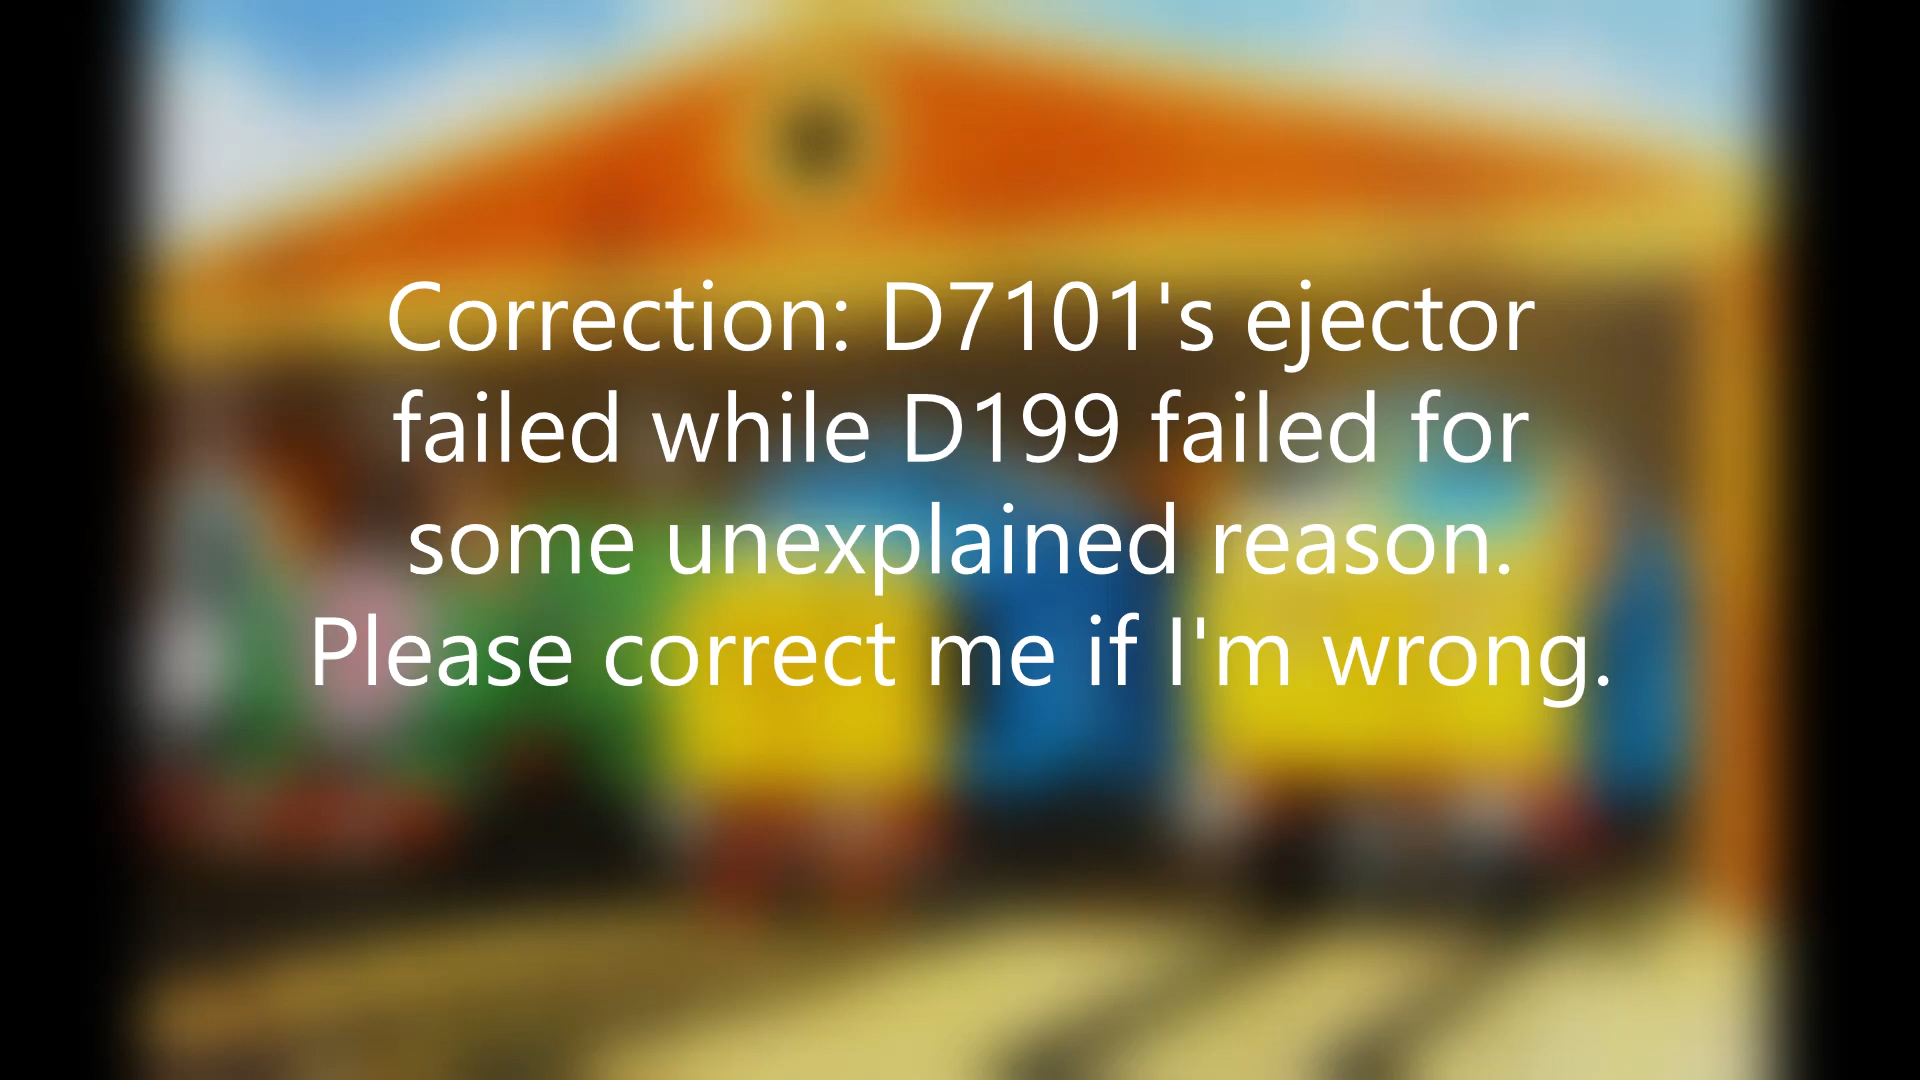 Correction: D7101's ejector
failed while D199 failed for
some unexplained reason.
Please correct me if I'm wrong.